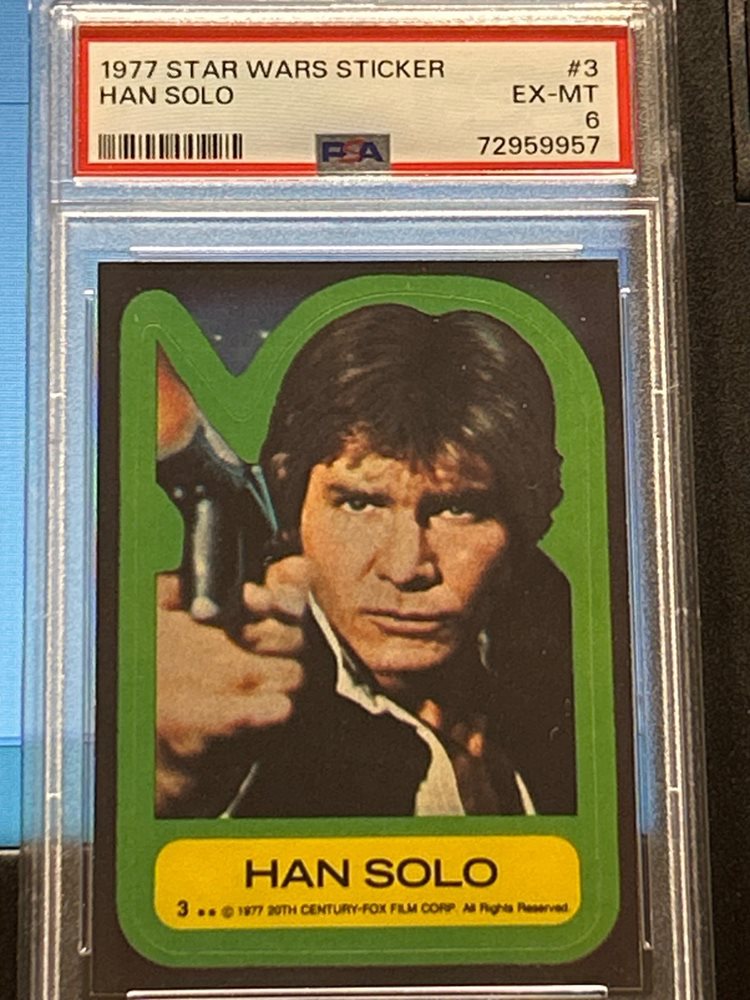 1977 STAR WARS STICKER #3
HAN SOLO EX-MT
6
PSA 72959957
HAN SOLO
3 ** © 1977 20TH CENTURY-FOX FILM CORP. All Rights Reserved.